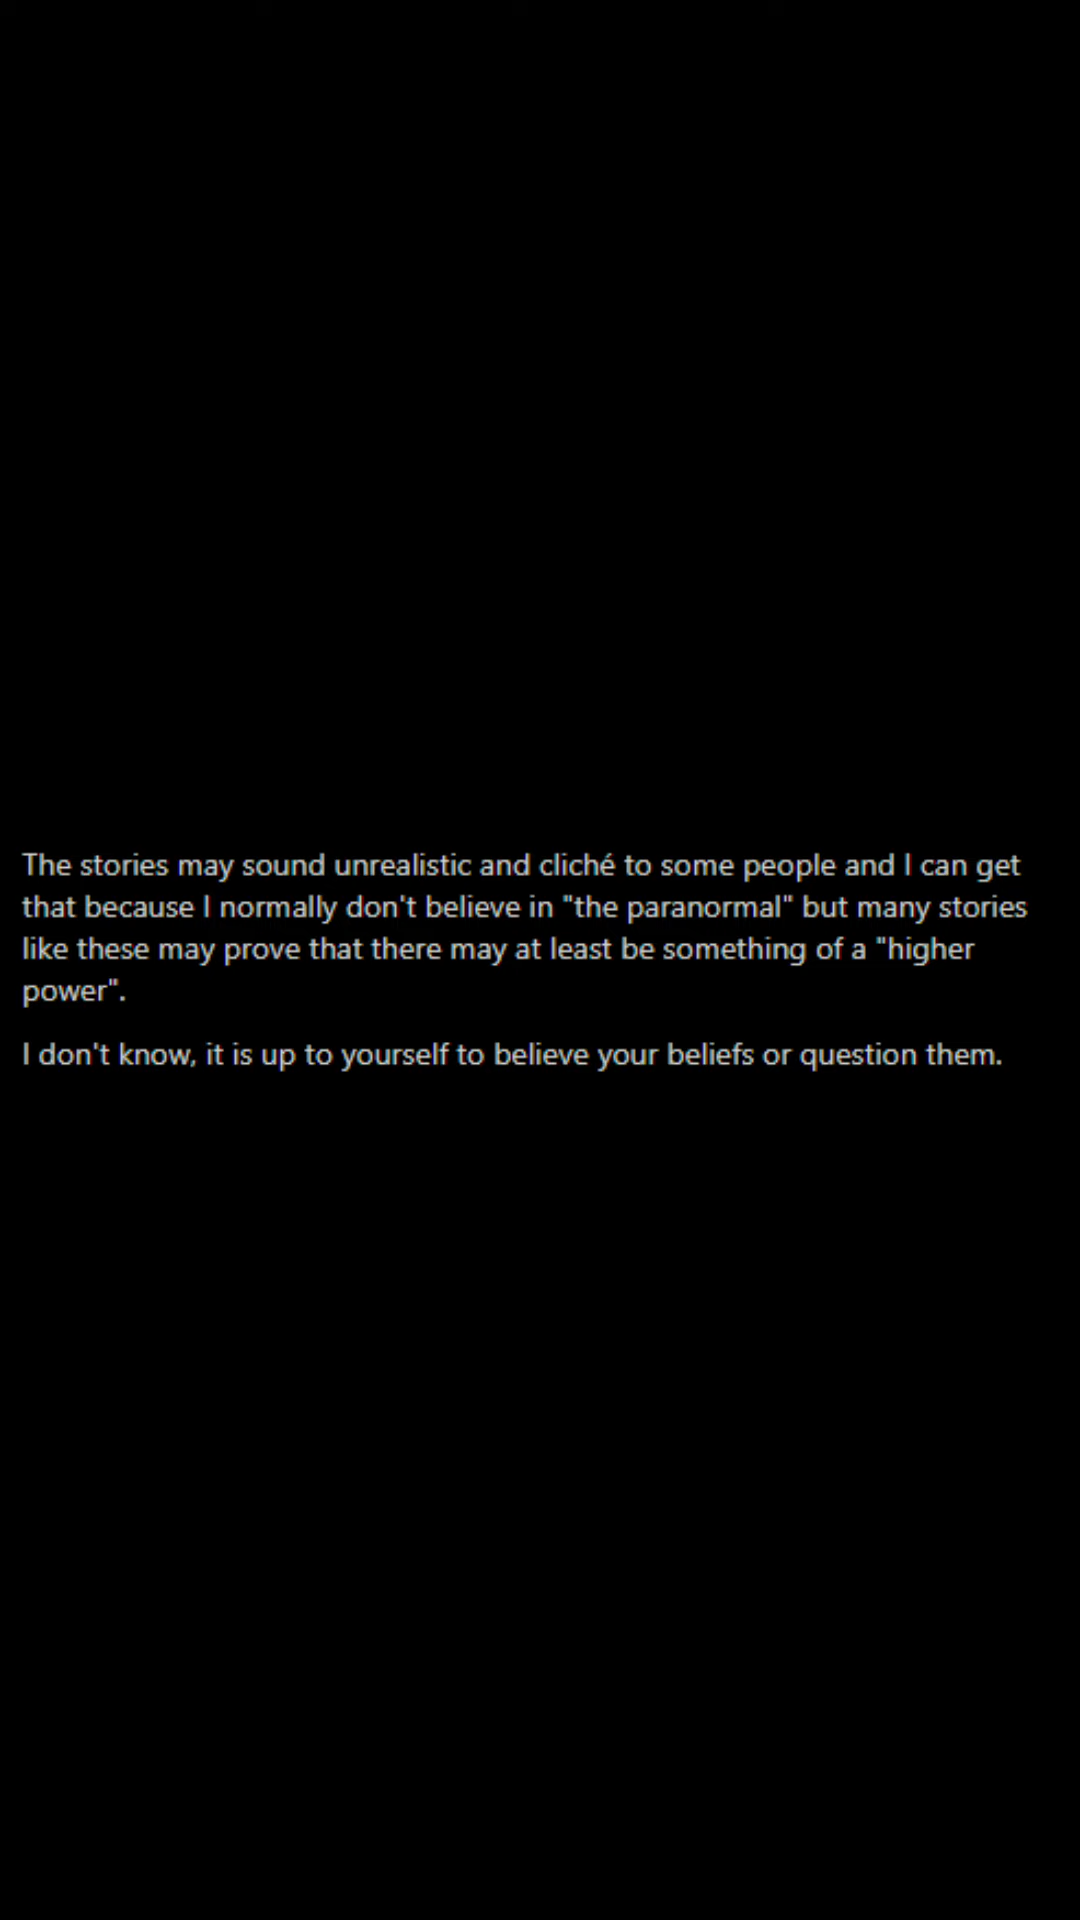 The stories may sound unrealistic and cliché to some people and I can get
that because I normally don't believe in "the paranormal" but many stories
like these may prove that there may at least be something of a "higher
power".
I don't know, it is up to yourself to believe your beliefs or question them.